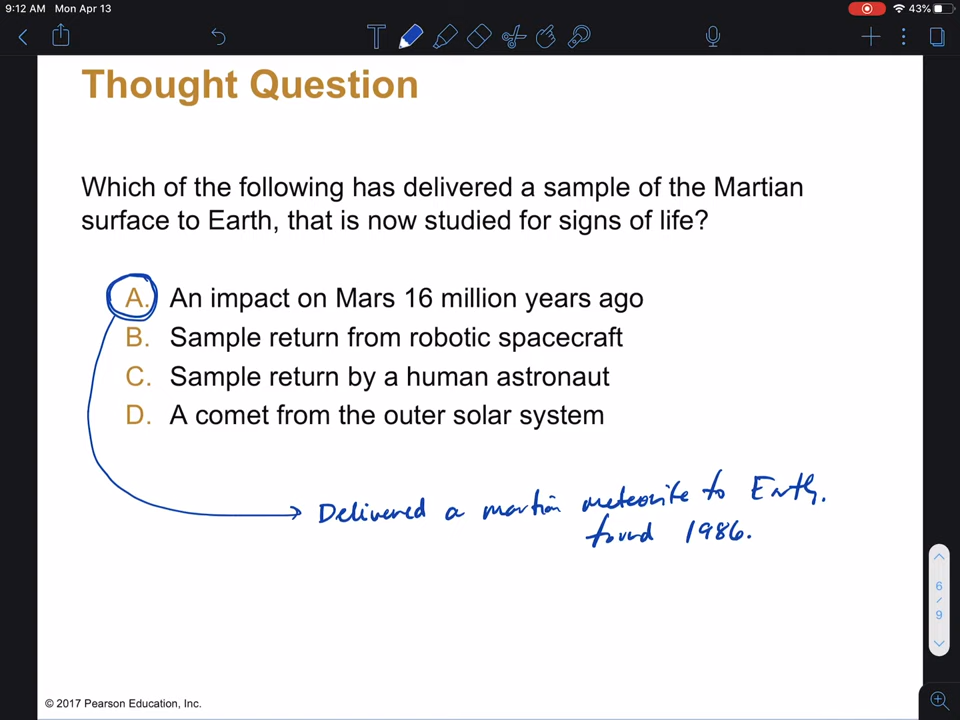 9:12 AM Mon Apr 13
43%
Thought Question
Which of the following has delivered a sample of the Martian
surface to Earth, that is now studied for signs of life?
A. An impact on Mars 16 million years ago
B. Sample return from robotic spacecraft
C. Sample return by a human astronaut
D. A comet from the outer solar system
Delivered a martian meteorite to Earth.
found 1986.
6
/
9
© 2017 Pearson Education, Inc.